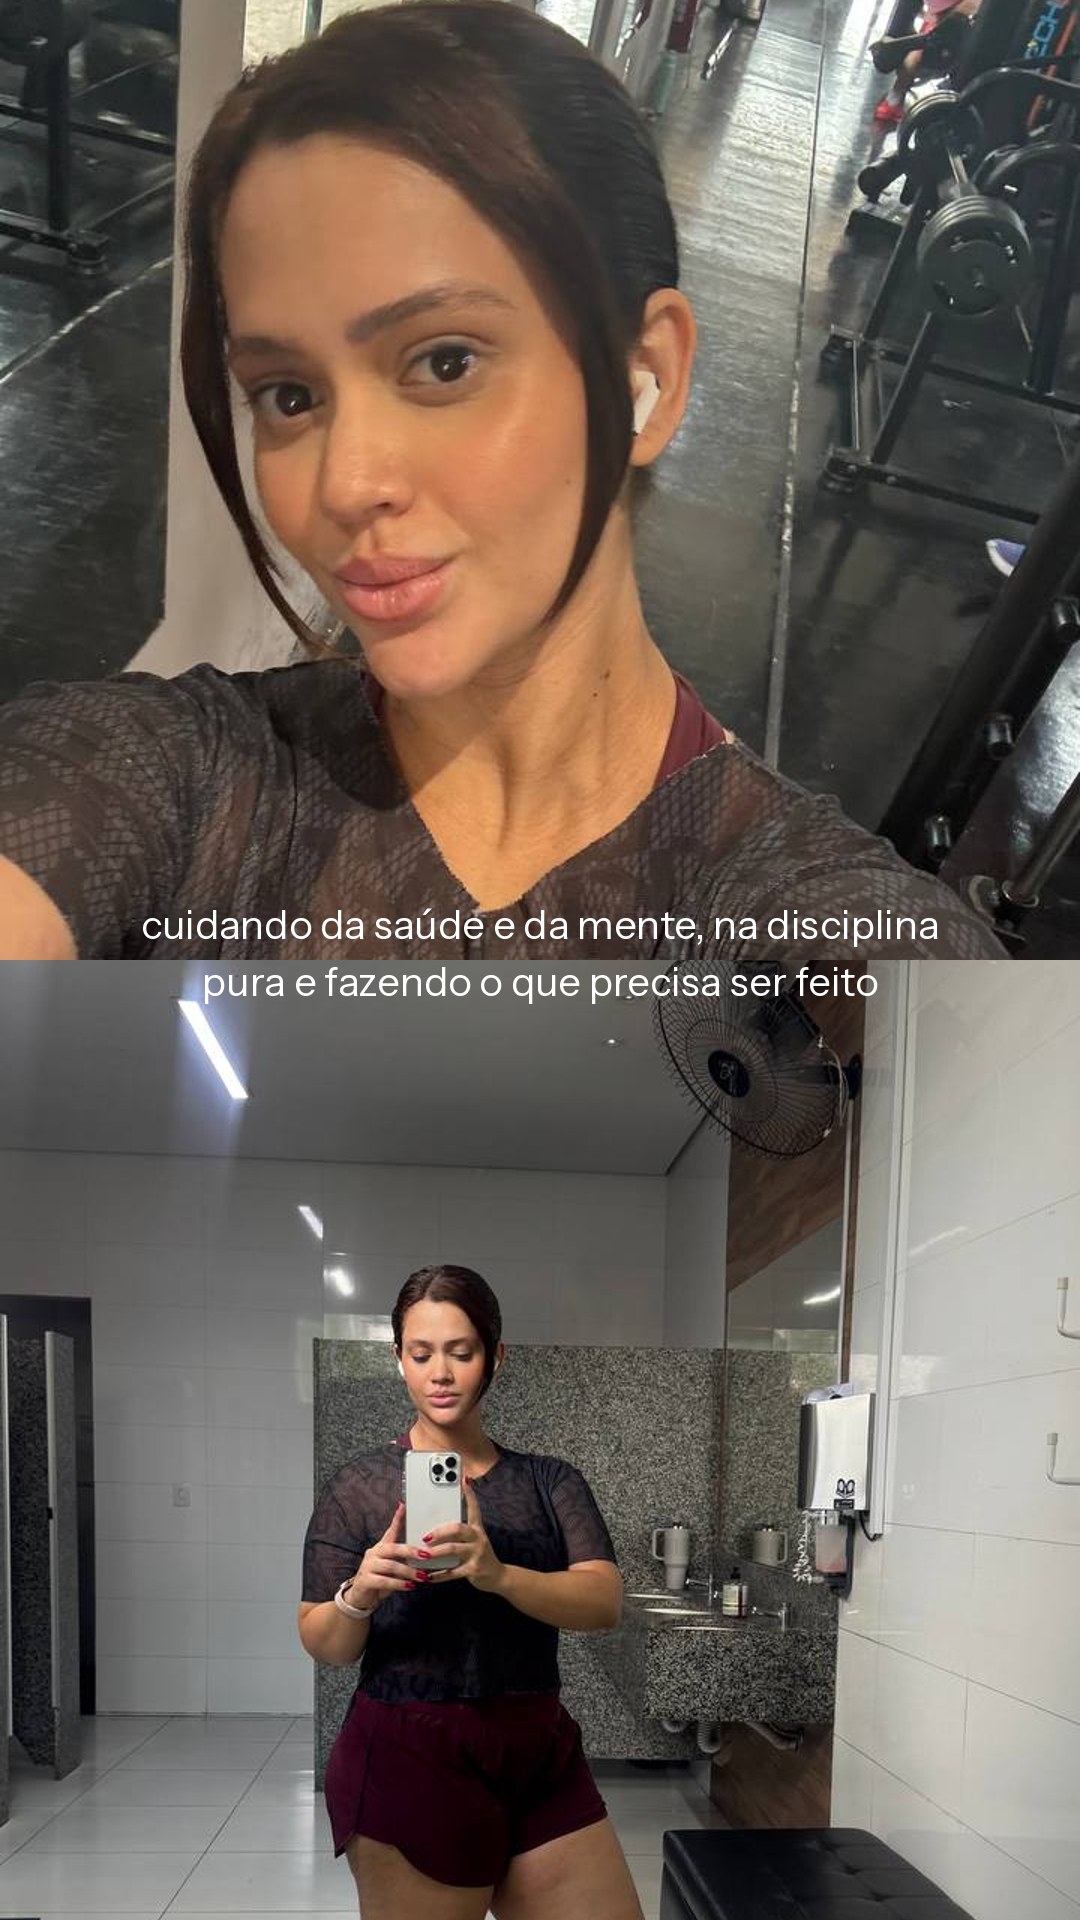 cuidando da saúde e da mente, na disciplina
pura e fazendo o que precisa ser feito